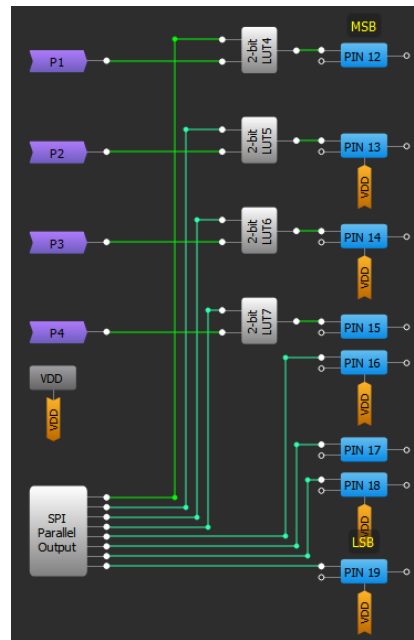 MSB
P1
2-bit
LUT4
PIN 12
P2
2-bit
LUT5
PIN 13
VDD
P3
2-bit
LUT6
PIN 14
VDD
P4
2-bit
LUT7
PIN 15
PIN 16
VDD
VDD
VDD
PIN 17
PIN 18
SPI
Parallel
Output
VDD
LSB
PIN 19
VDD